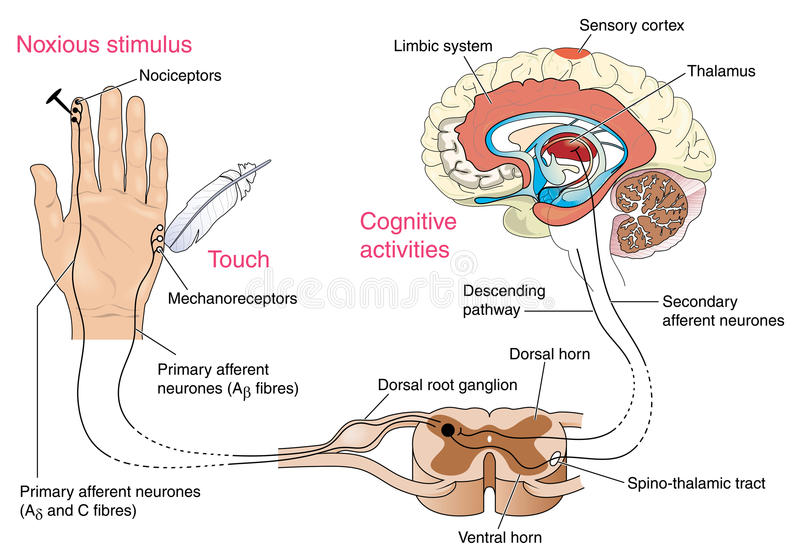 Sensory cortex
Noxious stimulus
Limbic system
Nociceptors
Thalamus
Cognitive
activities
Touch
Mechanoreceptors
Descending
pathway
Secondary
afferent neurones
Dorsal horn
Primary afferent
neurones (Aβ fibres)
Dorsal root ganglion
Primary afferent neurones
(Aδ and C fibres)
Spino-thalamic tract
Ventral horn
dreamstime